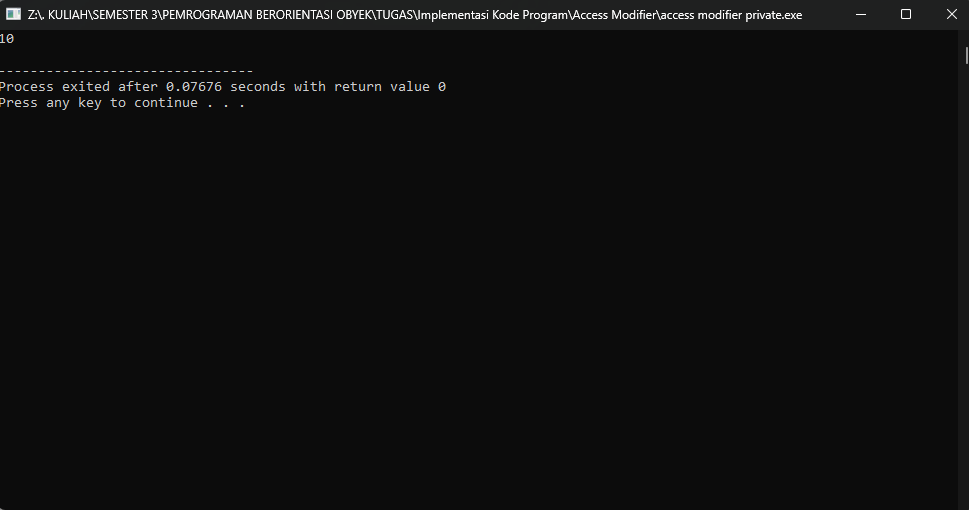 Z:\. KULIAH\SEMESTER 3\PEMROGRAMAN BERORIENTASI OBYEK\TUGAS\Implementasi Kode Program\Access Modifier\access modifier private.exe
10
--------------------------------
Process exited after 0.07676 seconds with return value 0
Press any key to continue . . .